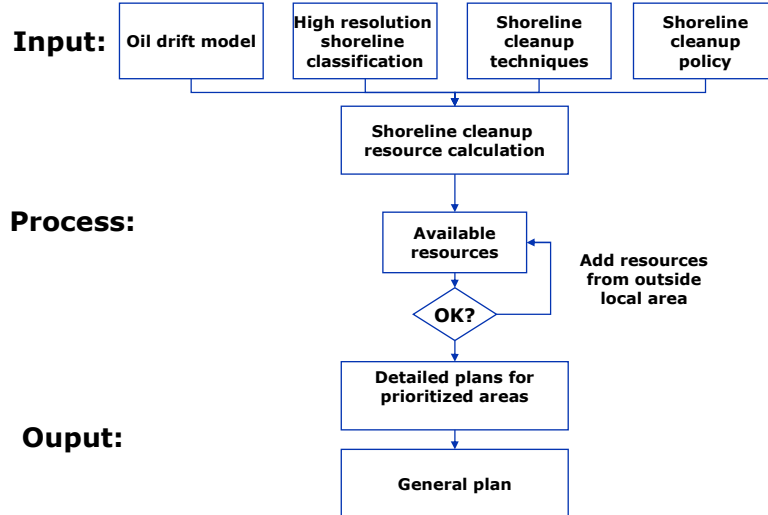 Input:
Oil drift model
High resolution
shoreline
classification
Shoreline
cleanup
techniques
Shoreline
cleanup
policy
Shoreline cleanup
resource calculation
Process:
Available
resources
Add resources
from outside
local area
OK?
Detailed plans for
prioritized areas
Ouput:
General plan